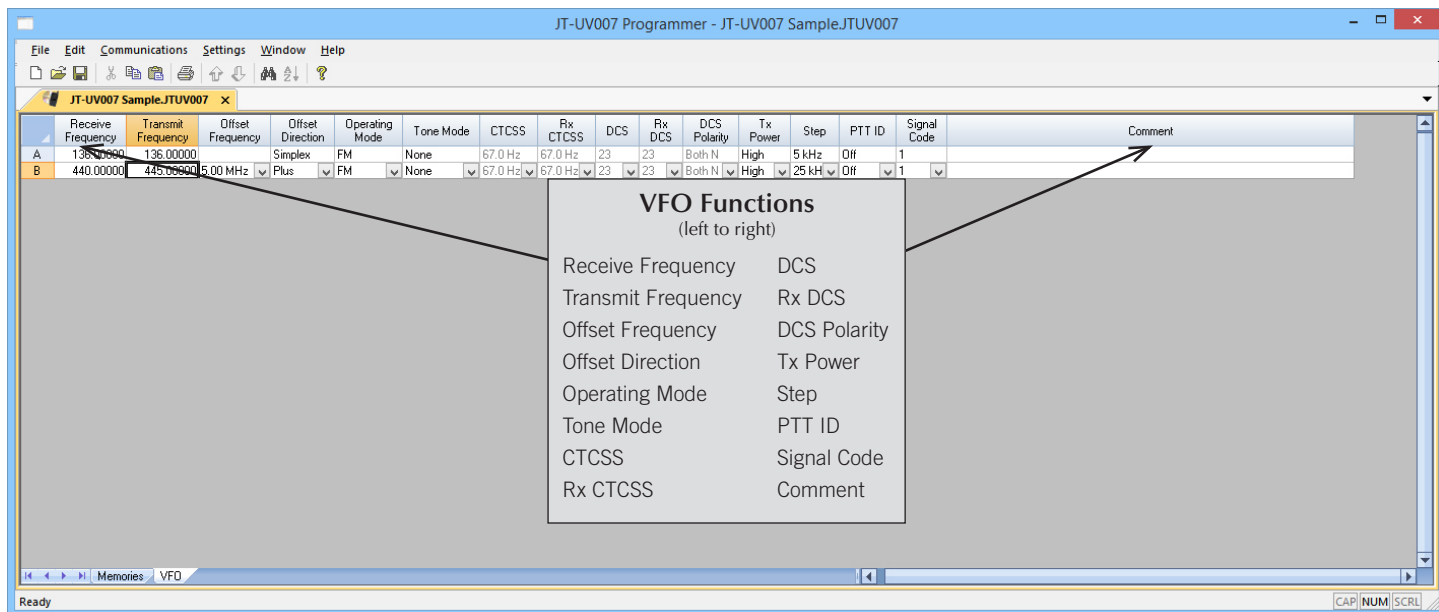 JT-UV007 Programmer - JT-UV007 Sample.JTUV007
File Edit Communications Settings Window Help
JT-UV007 Sample.JTUV007 X
Receive Frequency Transmit Frequency Offset Frequency Offset Direction Operating Mode Tone Mode CTCSS Rx CTCSS DCS Rx DCS DCS Polarity Tx Power Step PTT ID Signal Code Comment
A 136.00000 136.00000 Simplex FM None 67.0 Hz 67.0 Hz 23 23 Both N High 5 kHz Off 1
B 440.00000 445.00000 5.00 MHz Plus FM None 67.0 Hz 67.0 Hz 23 23 Both N High 25 kH Off 1
VFO Functions
(left to right)
Receive Frequency DCS
Transmit Frequency Rx DCS
Offset Frequency DCS Polarity
Offset Direction Tx Power
Operating Mode Step
Tone Mode PTT ID
CTCSS Signal Code
Rx CTCSS Comment
Memories VFO
Ready CAP NUM SCRL